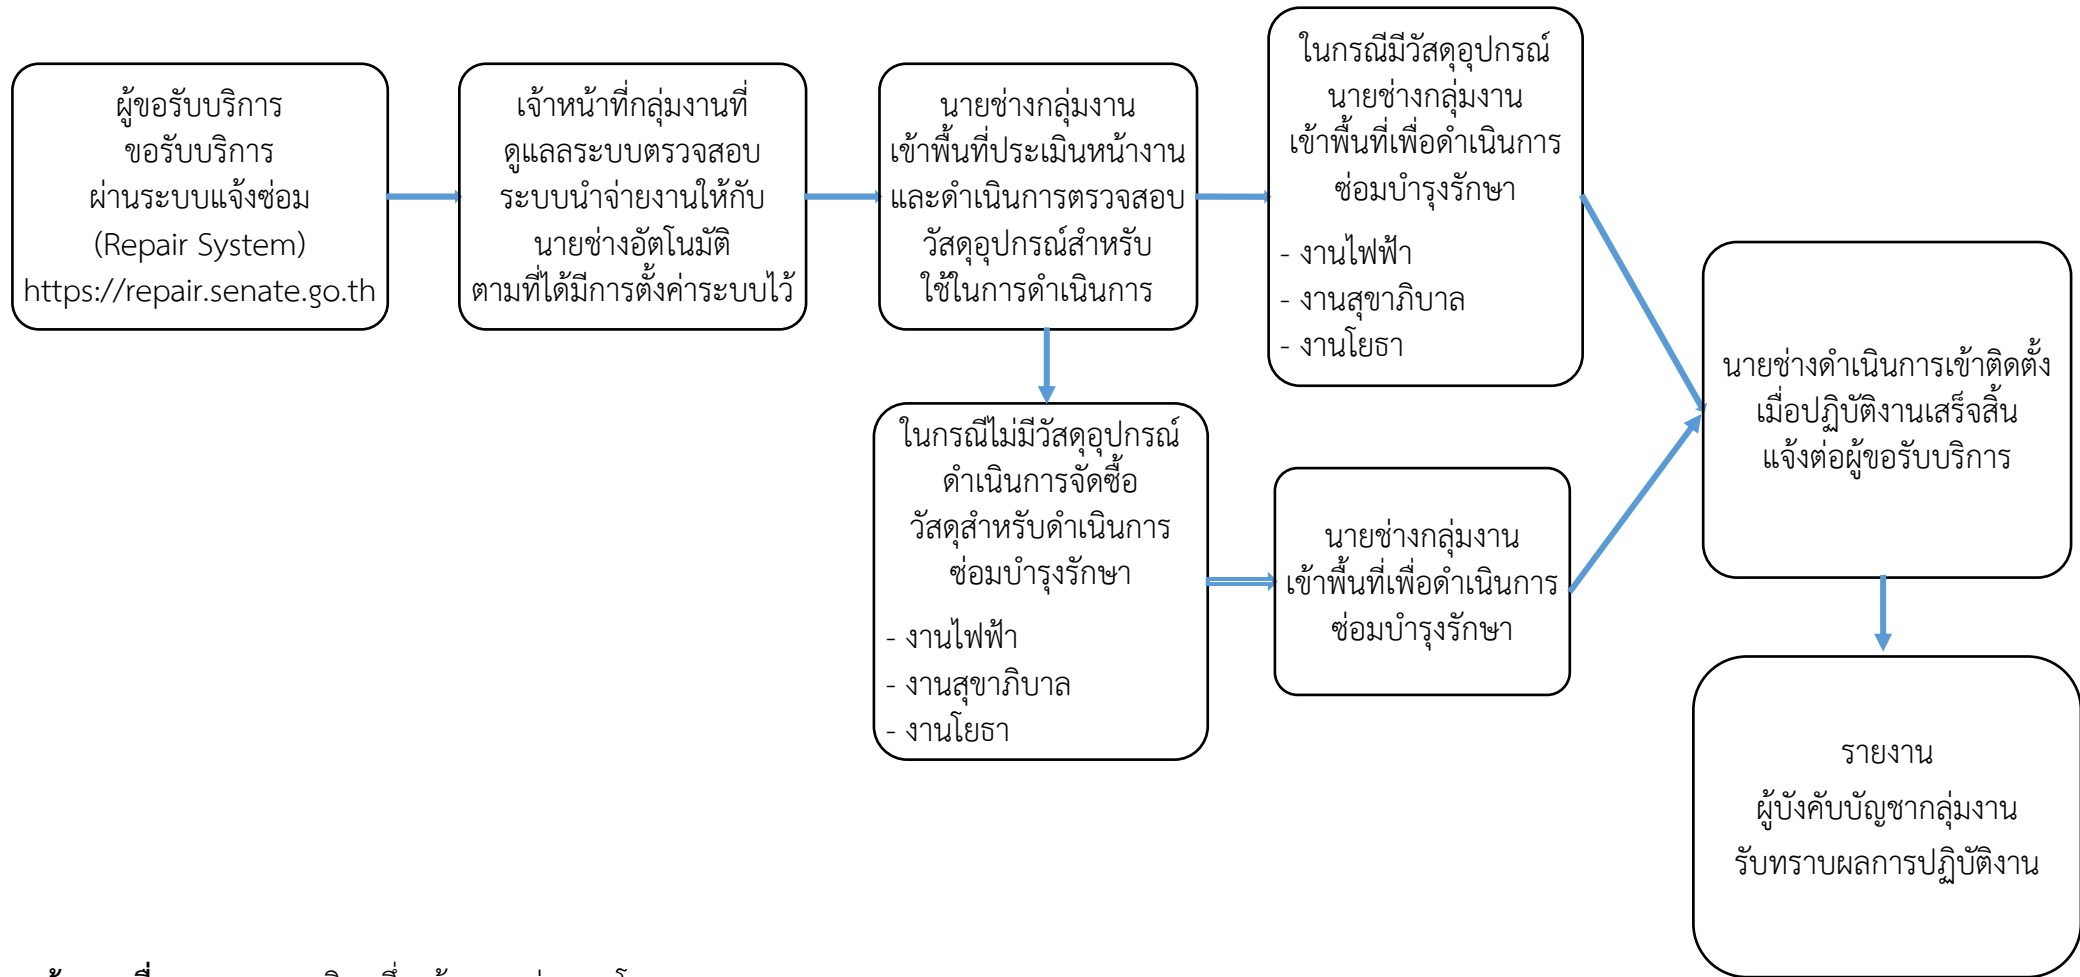 ผู้ขอรับบริการ
ขอรับบริการ
ผ่านระบบแจ้งซ่อม
(Repair System)
https://repair.senate.go.th
เจ้าหน้าที่กลุ่มงานที่
ดูแลลระบบตรวจสอบ
ระบบนำจ่ายงานให้กับ
นายช่างอัตโนมัติ
ตามที่ได้มีการตั้งค่าระบบไว้
นายช่างกลุ่มงาน
เข้าพื้นที่ประเมินหน้างาน
และดำเนินการตรวจสอบ
วัสดุอุปกรณ์สำหรับ
ใช้ในการดำเนินการ
ในกรณีมีวัสดุอุปกรณ์
นายช่างกลุ่มงาน
เข้าพื้นที่เพื่อดำเนินการ
ซ่อมบำรุงรักษา
- งานไฟฟ้า
- งานสุขาภิบาล
- งานโยธา
ในกรณีไม่มีวัสดุอุปกรณ์
ดำเนินการจัดซื้อ
วัสดุสำหรับดำเนินการ
ซ่อมบำรุงรักษา
- งานไฟฟ้า
- งานสุขาภิบาล
- งานโยธา
นายช่างกลุ่มงาน
เข้าพื้นที่เพื่อดำเนินการ
ซ่อมบำรุงรักษา
นายช่างดำเนินการเข้าติดตั้ง
เมื่อปฏิบัติงานเสร็จสิ้น
แจ้งต่อผู้ขอรับบริการ
รายงาน
ผู้บังคับบัญชากลุ่มงาน
รับทราบผลการปฏิบัติงาน